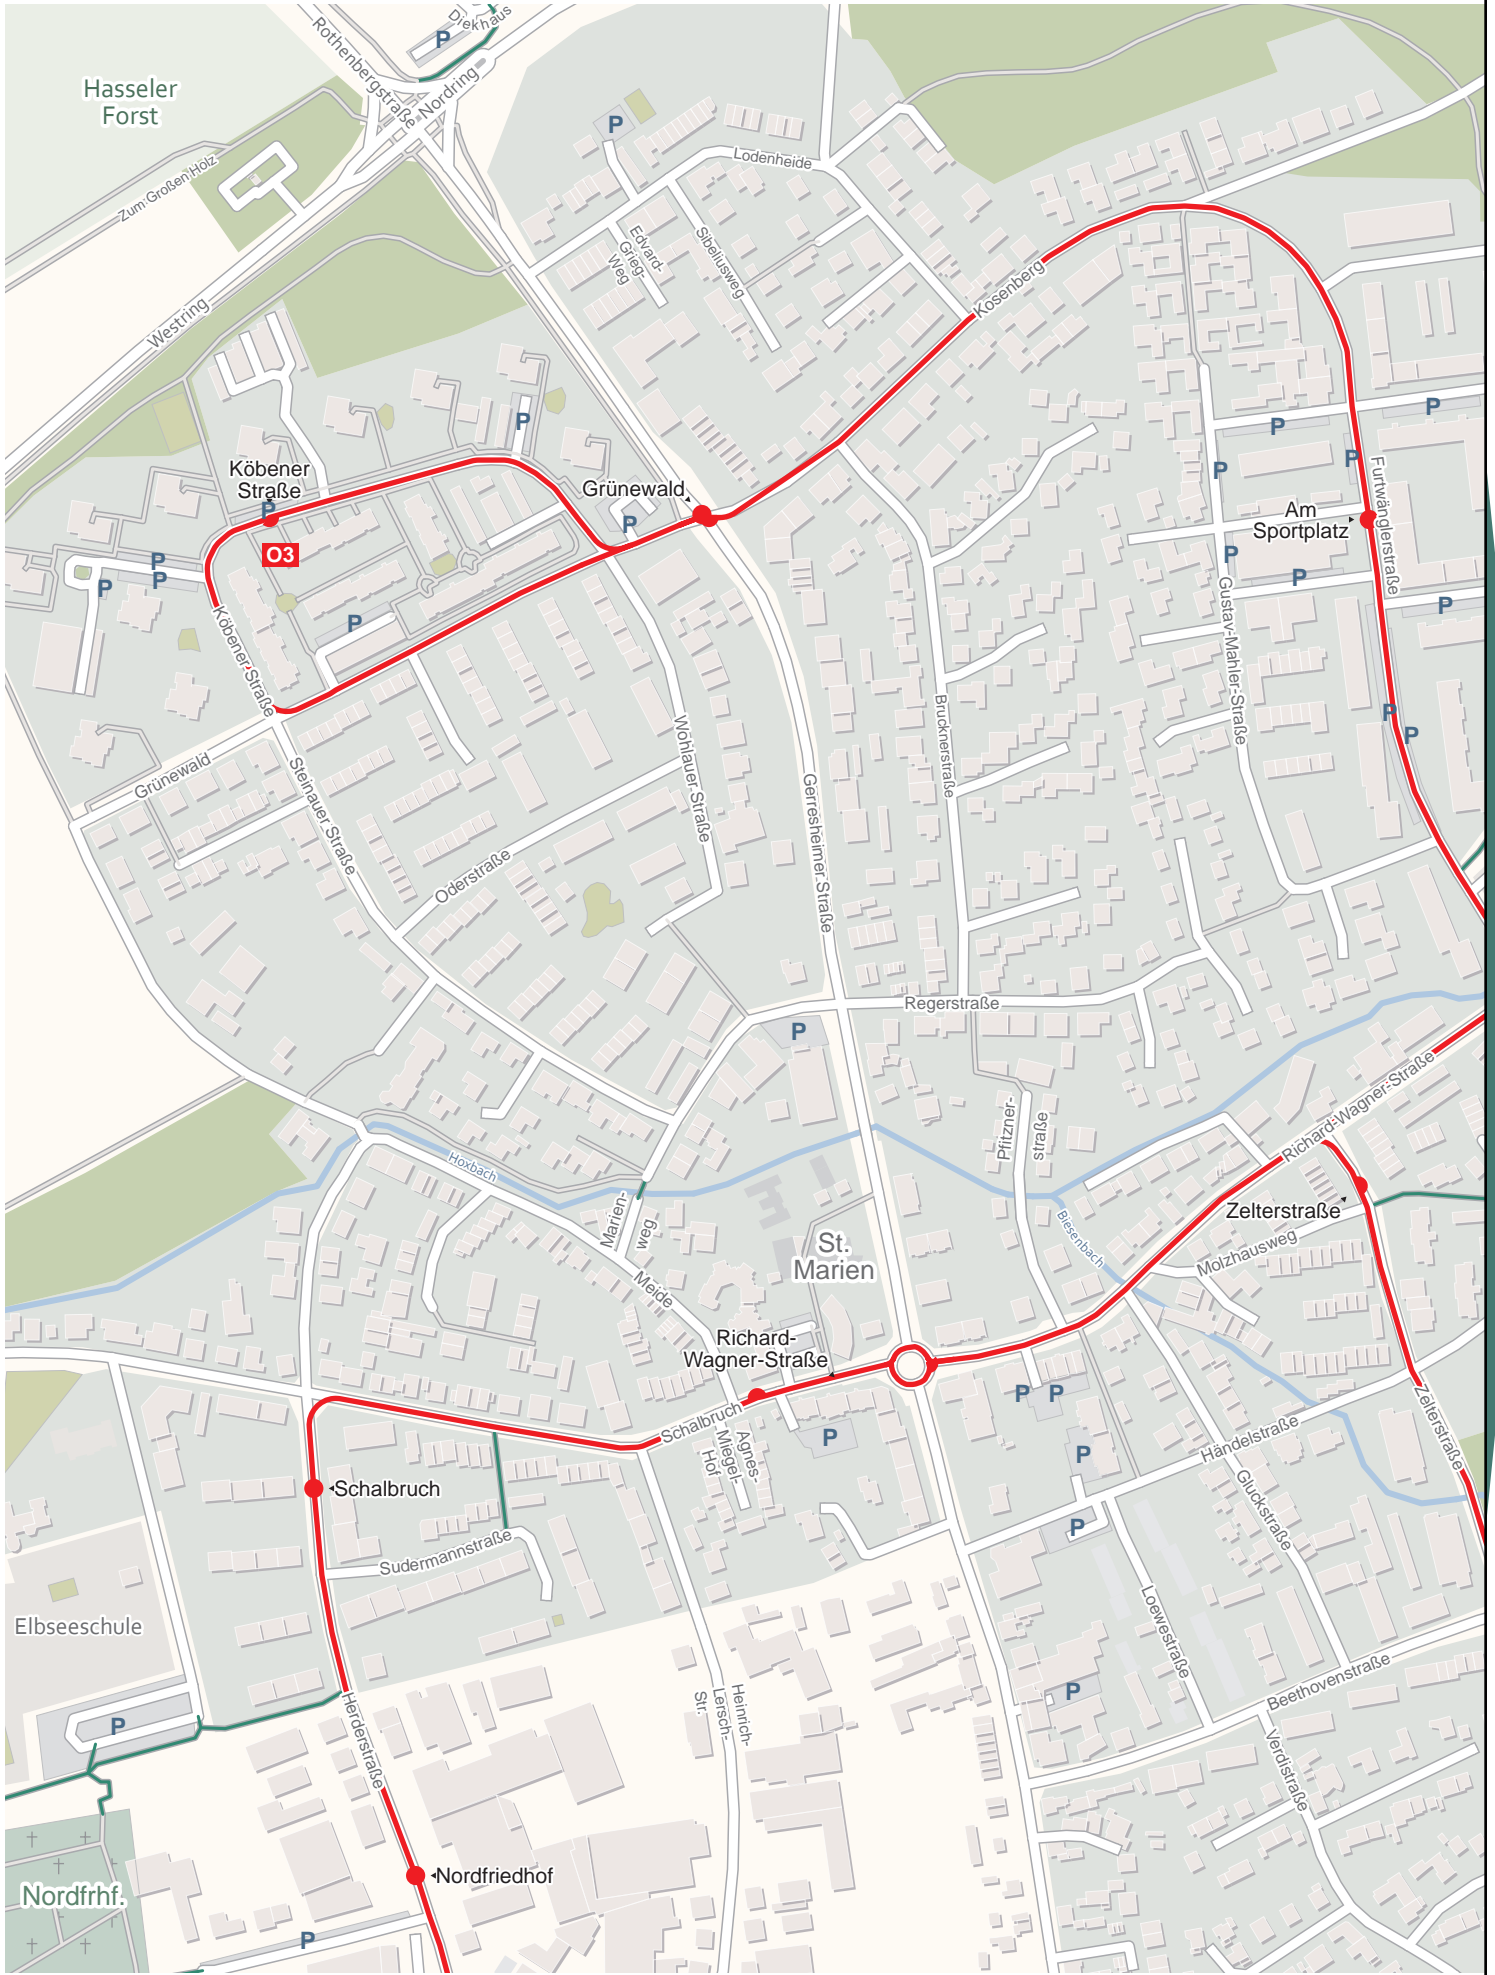 Diekhaus
Rothenbergstraße
P
Nordring
Hasseler
Forst
P
Lodenheide
Zum Großen Holz
Edvard-
Grieg-
Weg
Sibeliusweg
Kosenberg
Westring
P
P
P
Köbener
Straße
P
Grünewald
P
P
P
Furtwänglerstraße
Am
Sportplatz
O3
P
P
P
P
P
P
P
Gustav-Mahler-Straße
Köbener Straße
P
P
P
Brucknerstraße
Wohlauer Straße
Grünewald
Steinauer Straße
Gerresheimer Straße
Oderstraße
Regerstraße
P
Richard-Wagner-Straße
Pfitzner-
straße
Hoxbach
Marien-
weg
Biesenbach
Zelterstraße
Molzhausweg
St.
Marien
Meide
Richard-
Wagner-Straße
Schalbruch
P
P
P
P
Agnes-
Miegel-
Hof
Händelstraße
Zelterstraße
Schalbruch
Gluckstraße
P
Sudermannstraße
Loewestraße
Elbseeschule
Beethovenstraße
P
Heinrich-
Lersch-
Str.
P
Herderstraße
Verdistraße
Nordfriedhof
Nordfrhf.
P